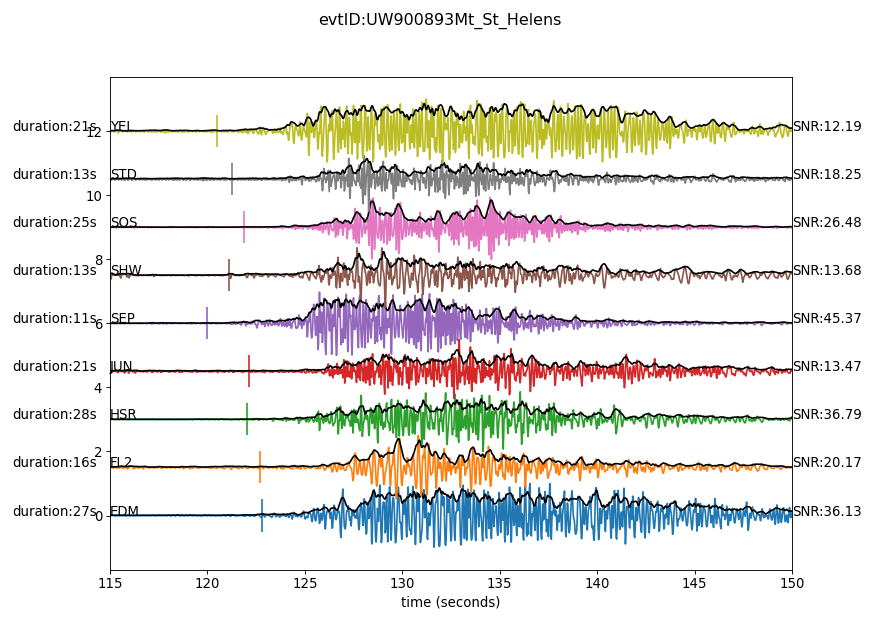 evtID:UW900893Mt_St_Helens
duration:21s YEL SNR:12.19
12
duration:13s STD SNR:18.25
10
duration:25s SOS SNR:26.48
8
duration:13s SHW SNR:13.68
duration:11s SEP SNR:45.37
6
duration:21s JUN SNR:13.47
4
duration:28s HSR SNR:36.79
2
duration:16s FL2 SNR:20.17
duration:27s EDM SNR:36.13
0
115 120 125 130 135 140 145 150
time (seconds)